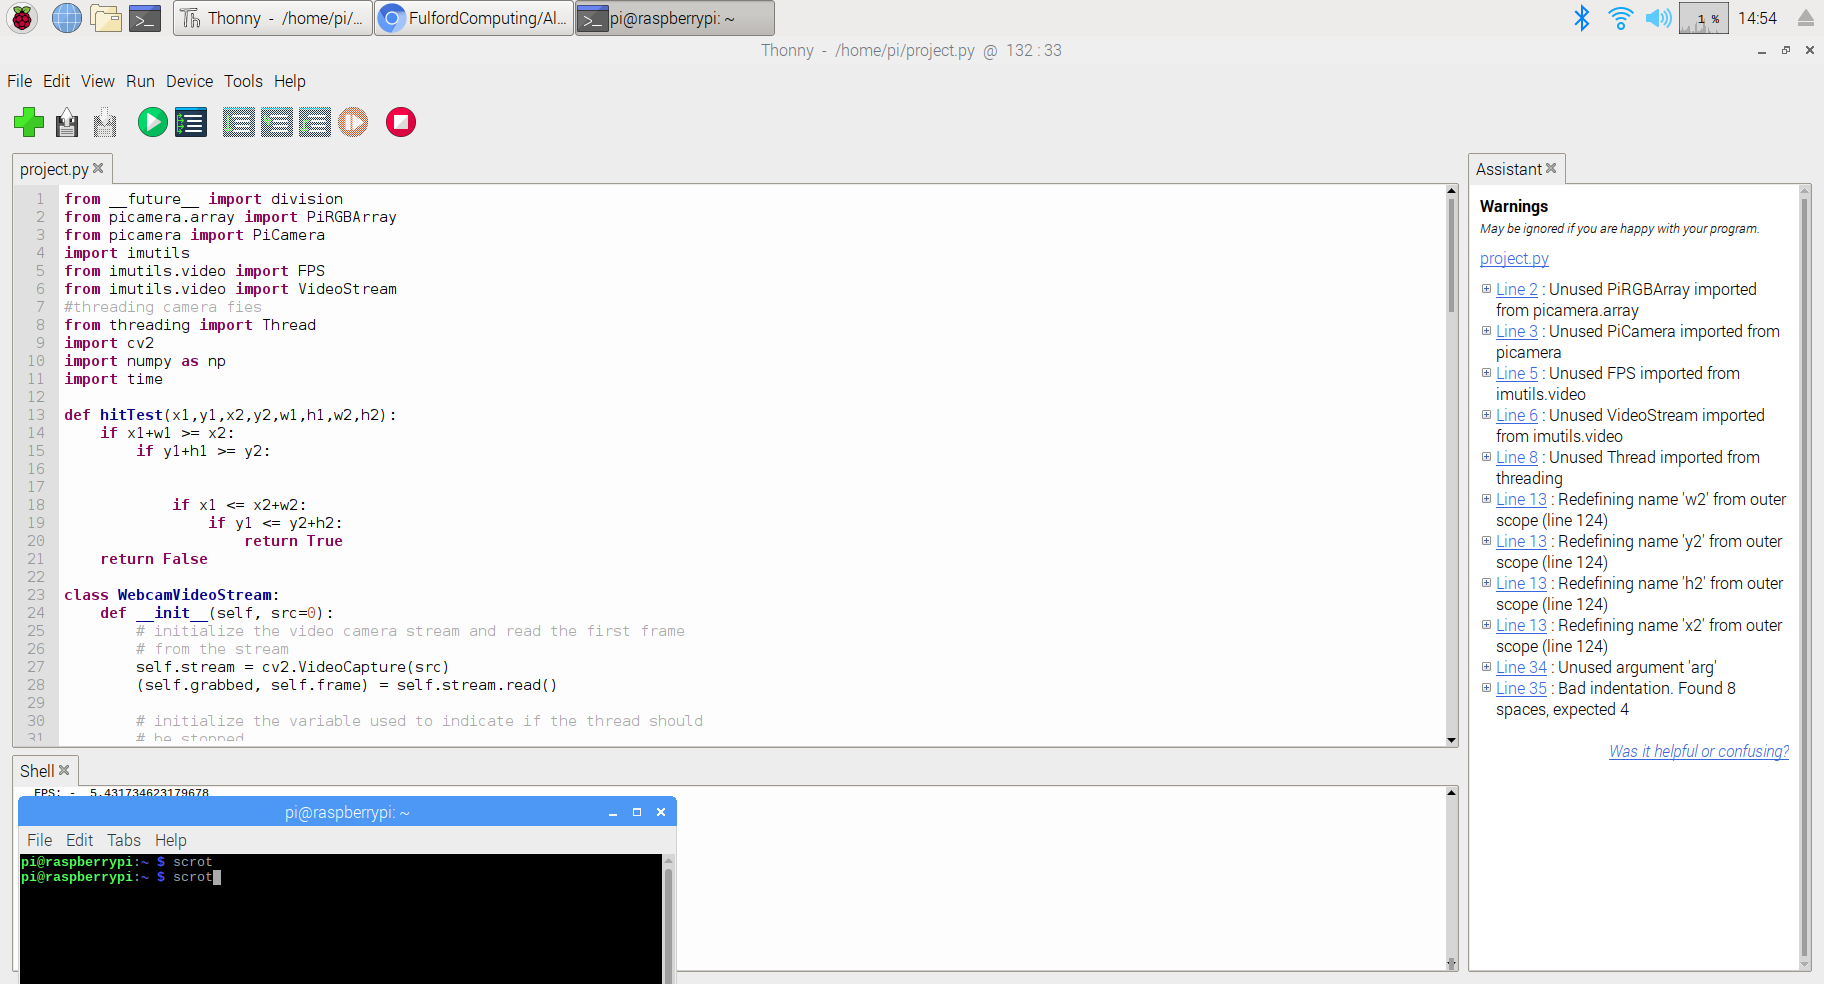 Thonny - /home/pi/...
FulfordComputing/Al...
pi@raspberrypi: ~
1 %
14:54
Thonny - /home/pi/project.py @ 132 : 33
File Edit View Run Device Tools Help
project.py
1 from __future__ import division
2 from picamera.array import PiRGBArray
3 from picamera import PiCamera
4 import imutils
5 from imutils.video import FPS
6 from imutils.video import VideoStream
7 #threading camera fies
8 from threading import Thread
9 import cv2
10 import numpy as np
11 import time
12
13 def hitTest(x1,y1,x2,y2,w1,h1,w2,h2):
14     if x1+w1 >= x2:
15         if y1+h1 >= y2:
16
17
18             if x1 <= x2+w2:
19                 if y1 <= y2+h2:
20                     return True
21     return False
22
23 class WebcamVideoStream:
24     def __init__(self, src=0):
25         # initialize the video camera stream and read the first frame
26         # from the stream
27         self.stream = cv2.VideoCapture(src)
28         (self.grabbed, self.frame) = self.stream.read()
29
30         # initialize the variable used to indicate if the thread should
31         # be stopped
Shell
FPS: - 5.431734623179678
pi@raspberrypi: ~
File Edit Tabs Help
pi@raspberrypi:~ $ scrot
pi@raspberrypi:~ $ scrot
Assistant
Warnings
May be ignored if you are happy with your program.
project.py
Line 2 : Unused PiRGBArray imported
from picamera.array
Line 3 : Unused PiCamera imported from
picamera
Line 5 : Unused FPS imported from
imutils.video
Line 6 : Unused VideoStream imported
from imutils.video
Line 8 : Unused Thread imported from
threading
Line 13 : Redefining name 'w2' from outer
scope (line 124)
Line 13 : Redefining name 'y2' from outer
scope (line 124)
Line 13 : Redefining name 'h2' from outer
scope (line 124)
Line 13 : Redefining name 'x2' from outer
scope (line 124)
Line 34 : Unused argument 'arg'
Line 35 : Bad indentation. Found 8
spaces, expected 4
Was it helpful or confusing?